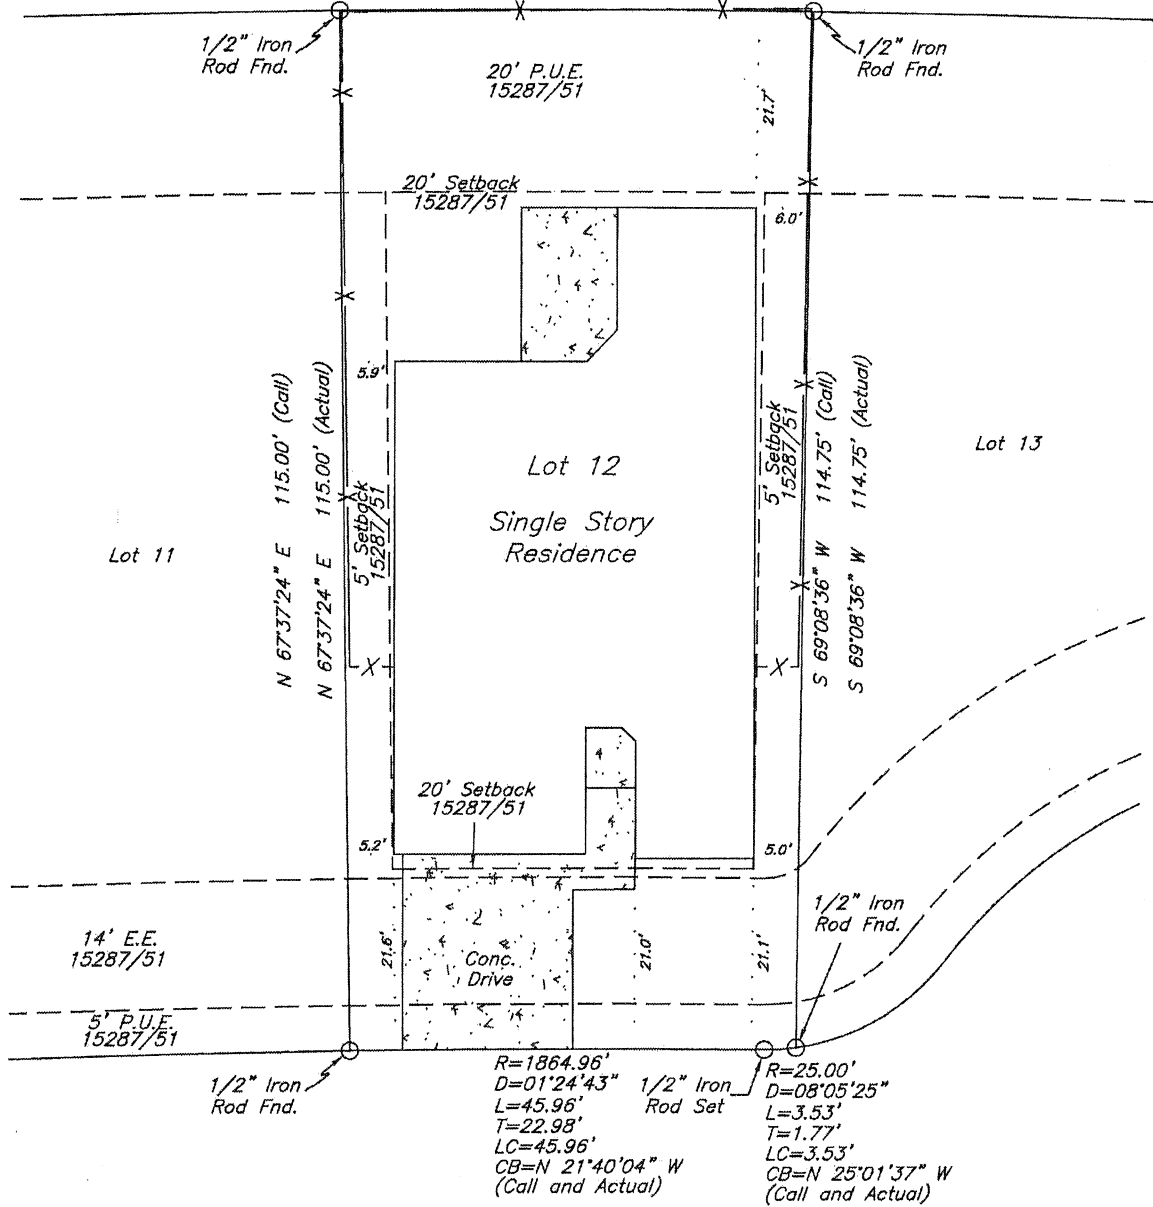 1/2" Iron
Rod Fnd.
1/2" Iron
Rod Fnd.
20' P.U.E.
15287/51
21.7'
20' Setback
15287/51
6.0'
5.9'
N 67°37'24" E 115.00' (Call)
N 67°37'24" E 115.00' (Actual)
5' Setback
15287/51
Lot 12
Single Story
Residence
5' Setback
15287/51
S 69°08'36" W 114.75' (Call)
S 69°08'36" W 114.75' (Actual)
Lot 13
Lot 11
20' Setback
15287/51
5.2'
5.0'
1/2" Iron
Rod Fnd.
14' E.E.
15287/51
21.6'
Conc.
Drive
21.0'
21.1'
5' P.U.E.
15287/51
1/2" Iron
Rod Fnd.
R=1864.96'
D=01°24'43"
L=45.96'
T=22.98'
LC=45.96'
CB=N 21°40'04" W
(Call and Actual)
1/2" Iron
Rod Set
R=25.00'
D=08°05'25"
L=3.53'
T=1.77'
LC=3.53'
CB=N 25°01'37" W
(Call and Actual)